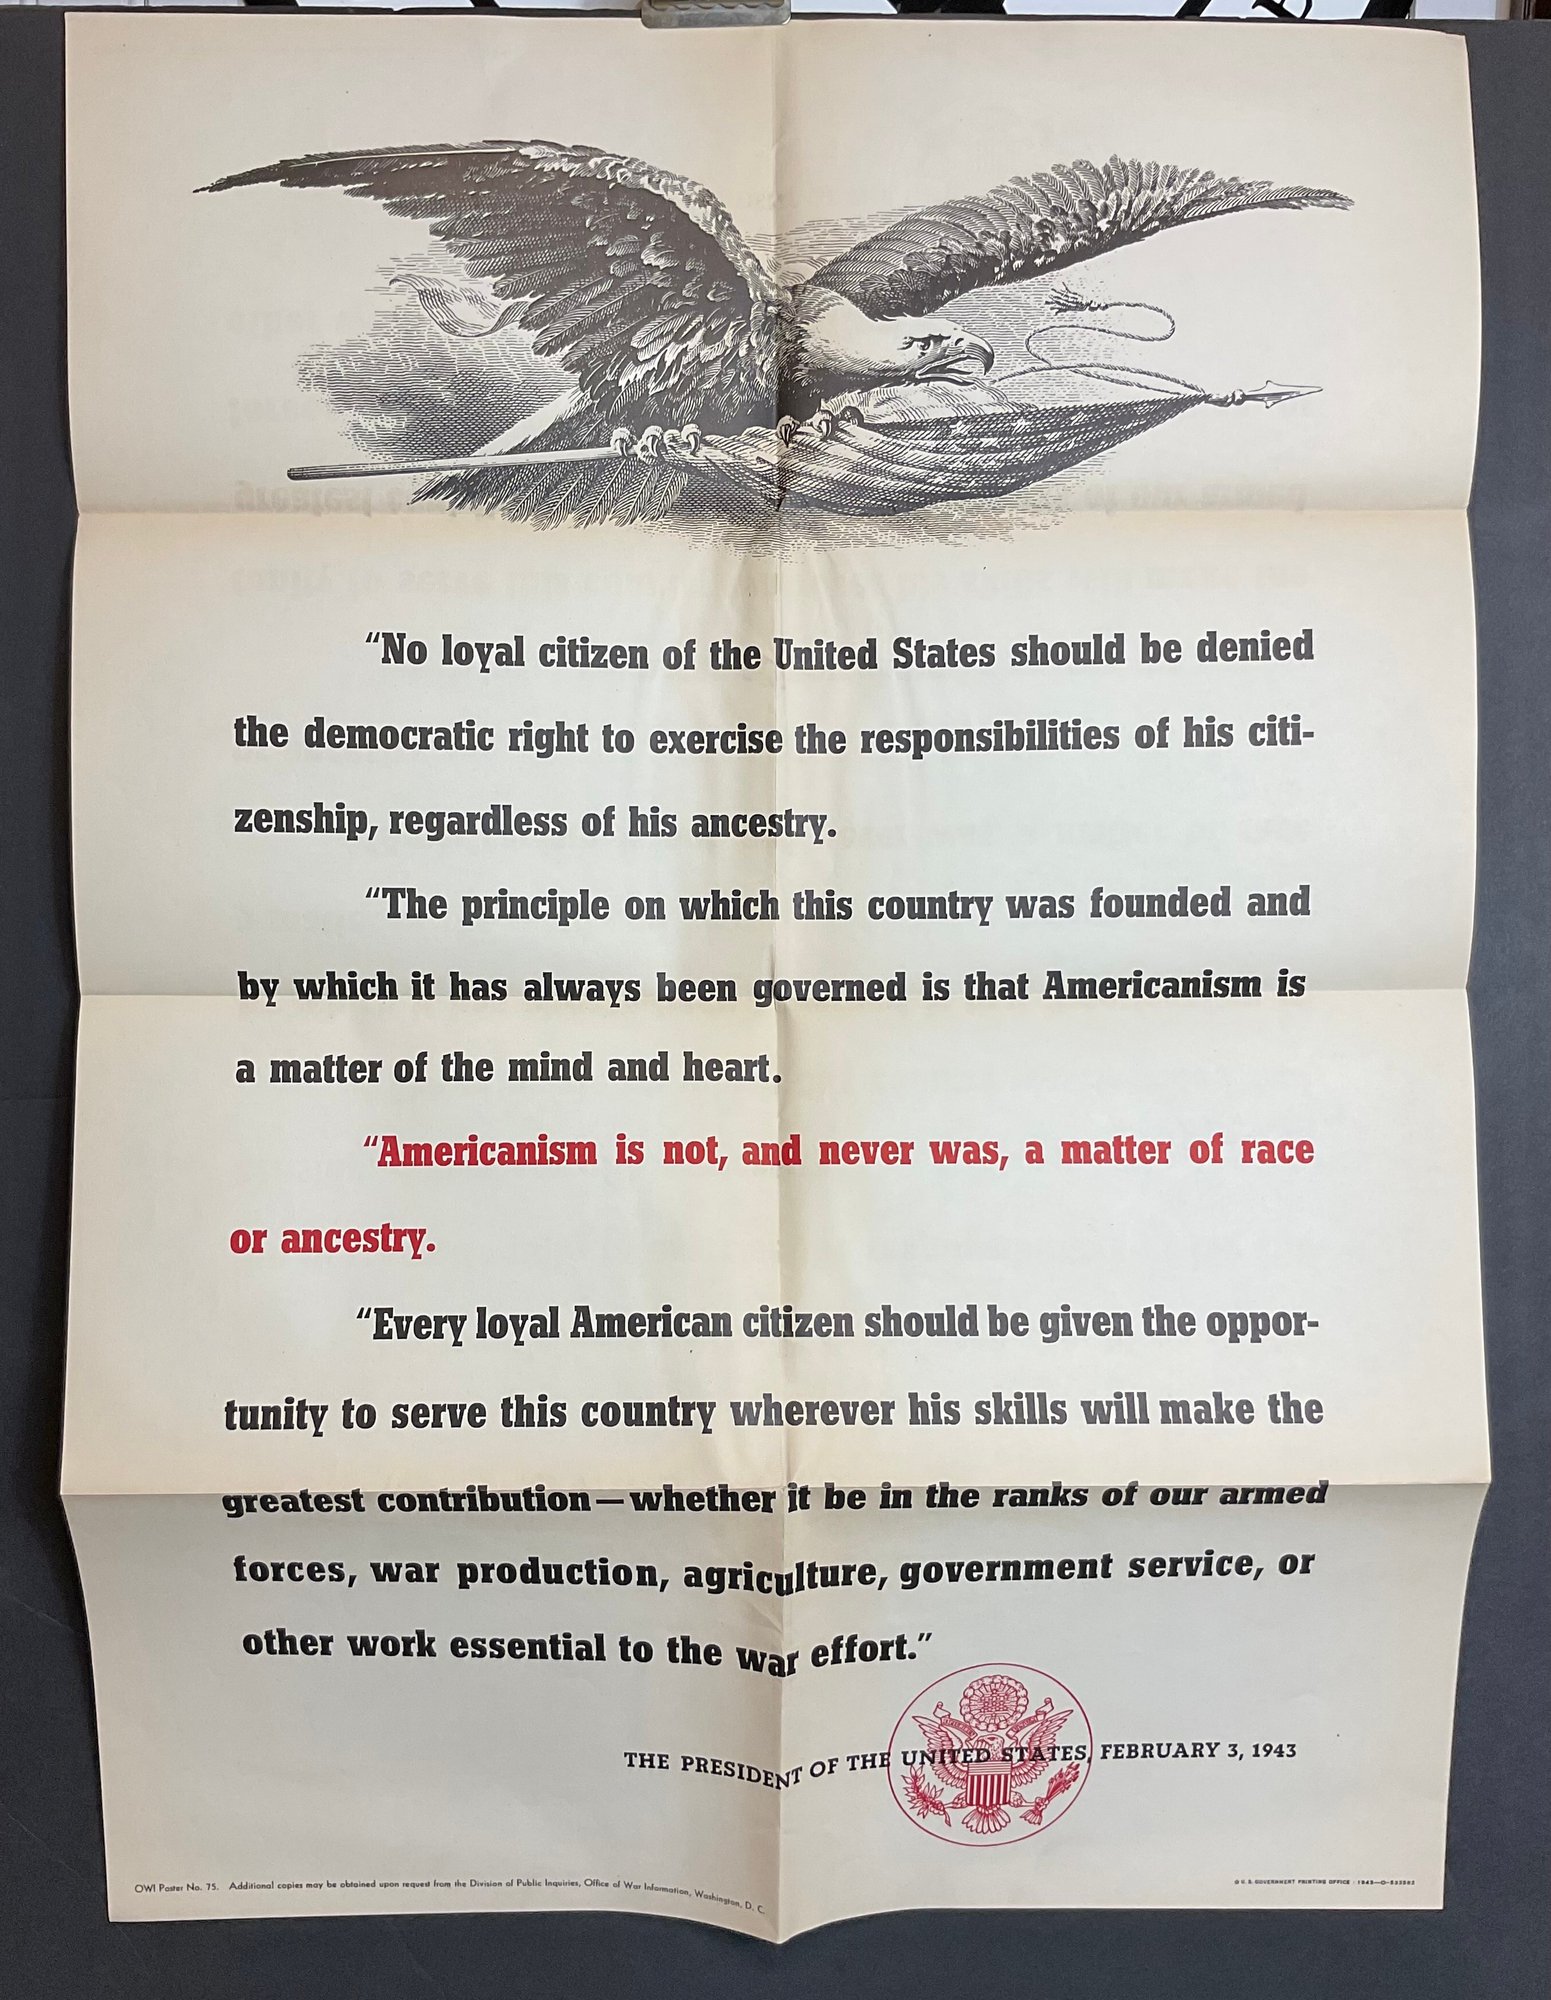 “No loyal citizen of the United States should be denied
the democratic right to exercise the responsibilities of his citi-
zenship, regardless of his ancestry.
“The principle on which this country was founded and
by which it has always been governed is that Americanism is
a matter of the mind and heart.
“Americanism is not, and never was, a matter of race
or ancestry.
“Every loyal American citizen should be given the oppor-
tunity to serve this country wherever his skills will make the
greatest contribution—whether it be in the ranks of our armed
forces, war production, agriculture, government service, or
other work essential to the war effort.”
THE PRESIDENT OF THE UNITED STATES, FEBRUARY 3, 1943
OWI Poster No. 75. Additional copies may be obtained upon request from the Division of Public Inquiries, Office of War Information, Washington, D. C.
U. S. GOVERNMENT PRINTING OFFICE : 1943—O-